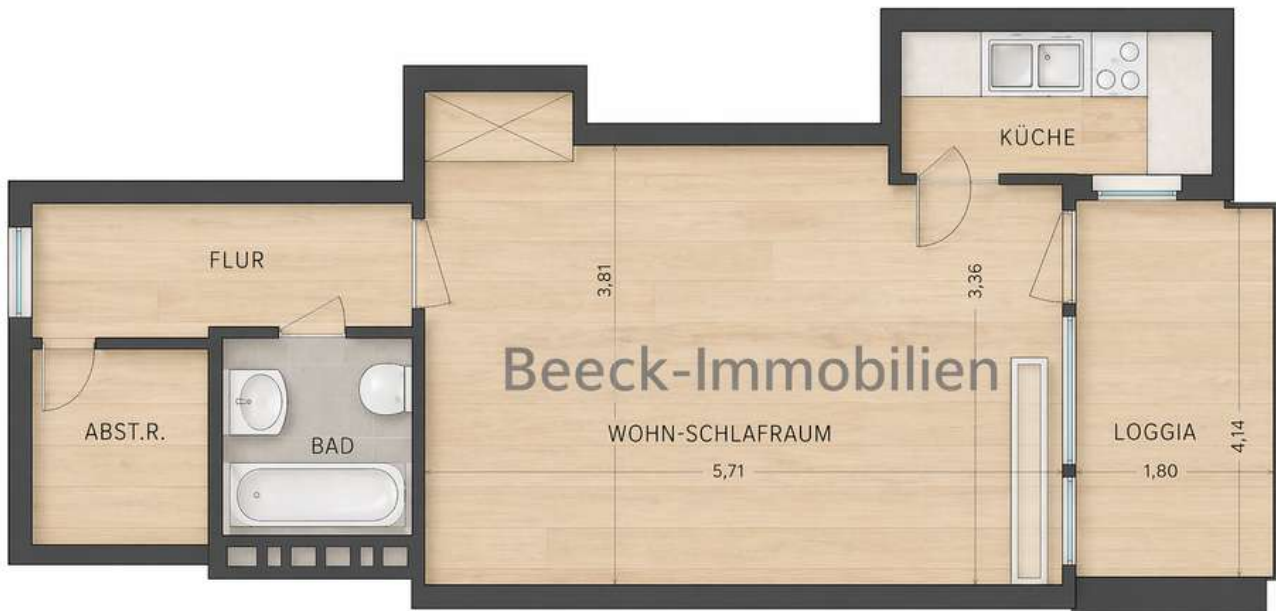 KÜCHE
FLUR
3,81
3,36
Beeck-Immobilien
ABST.R.
BAD
WOHN-SCHLAFRAUM
LOGGIA
4,14
5,71
1,80